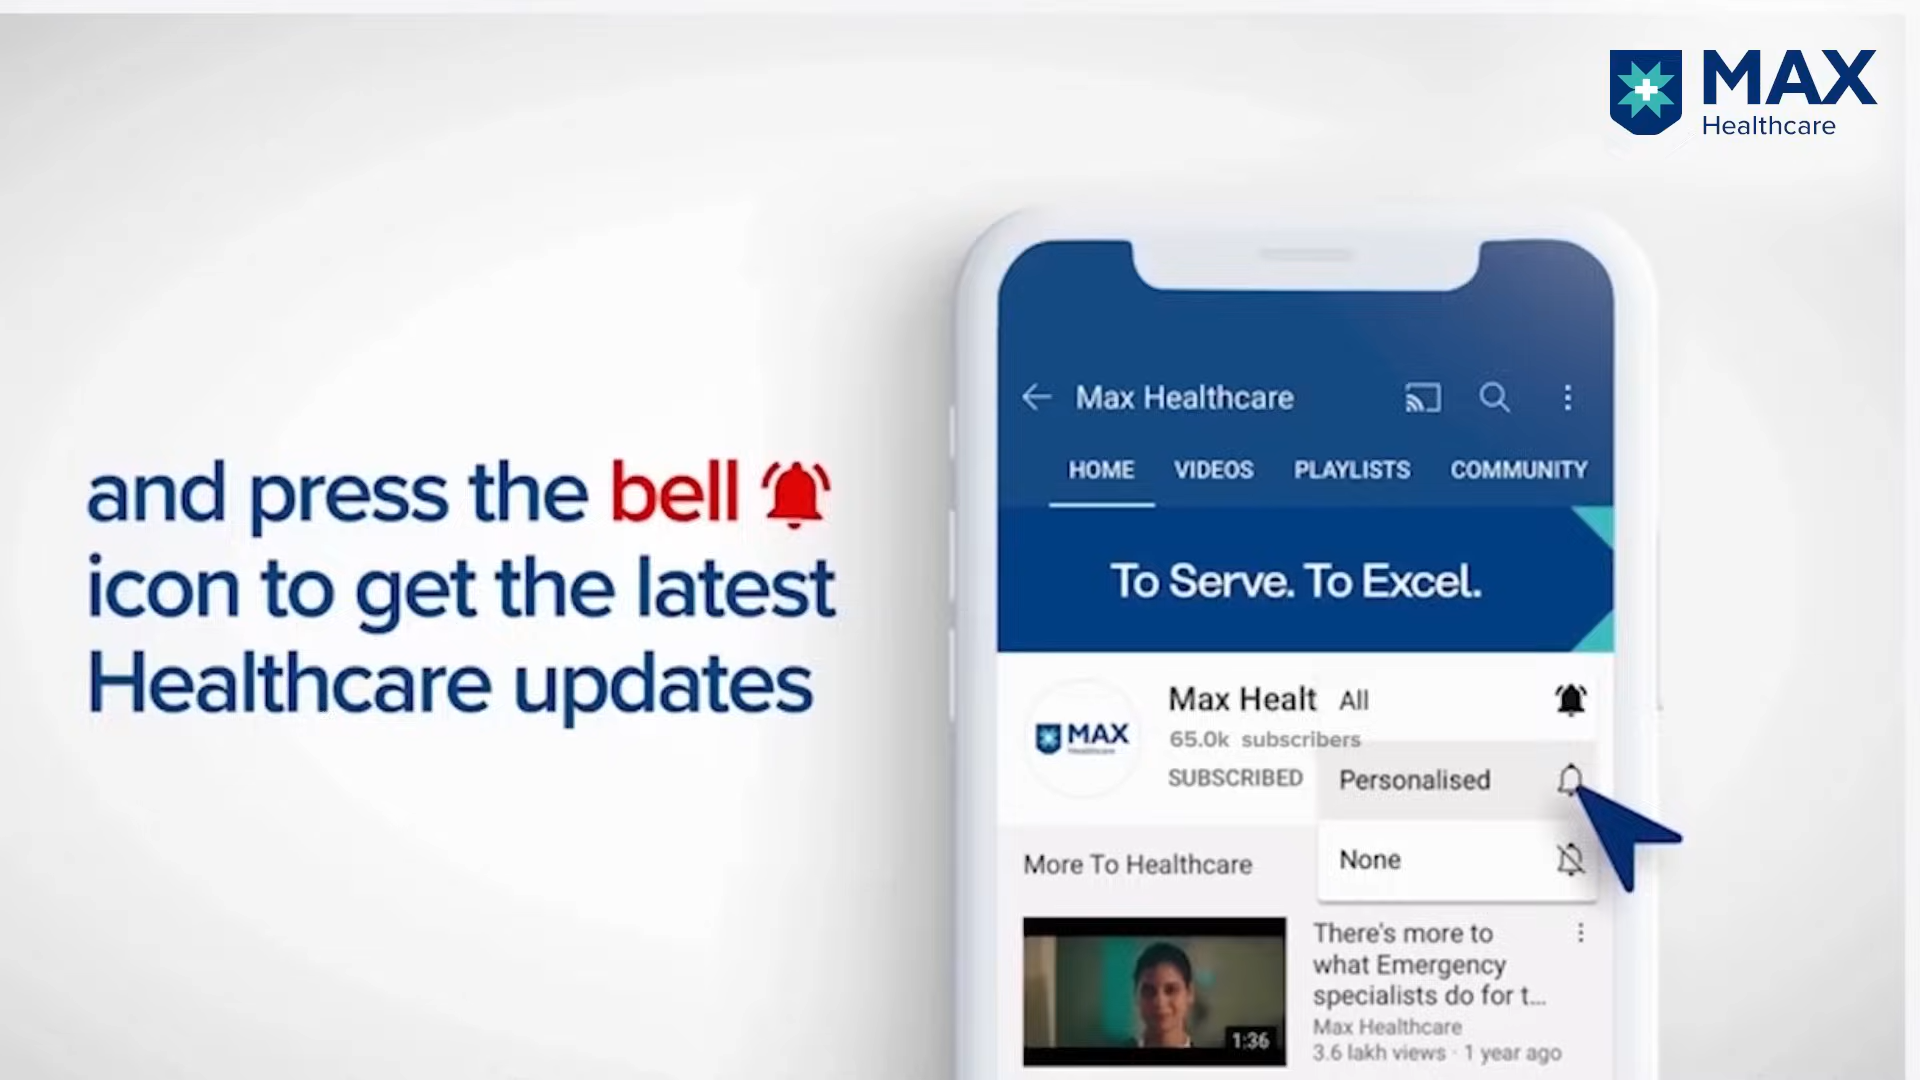 MAX
Healthcare
and press the bell
icon to get the latest
Healthcare updates
Max Healthcare
HOME VIDEOS PLAYLISTS COMMUNITY
To Serve. To Excel.
MAX
Healthcare
Max Healt
65.0k subscribers
SUBSCRIBED
All
Personalised
None
More To Healthcare
1:36
There's more to
what Emergency
specialists do for t...
Max Healthcare
3.6 lakh views · 1 year ago